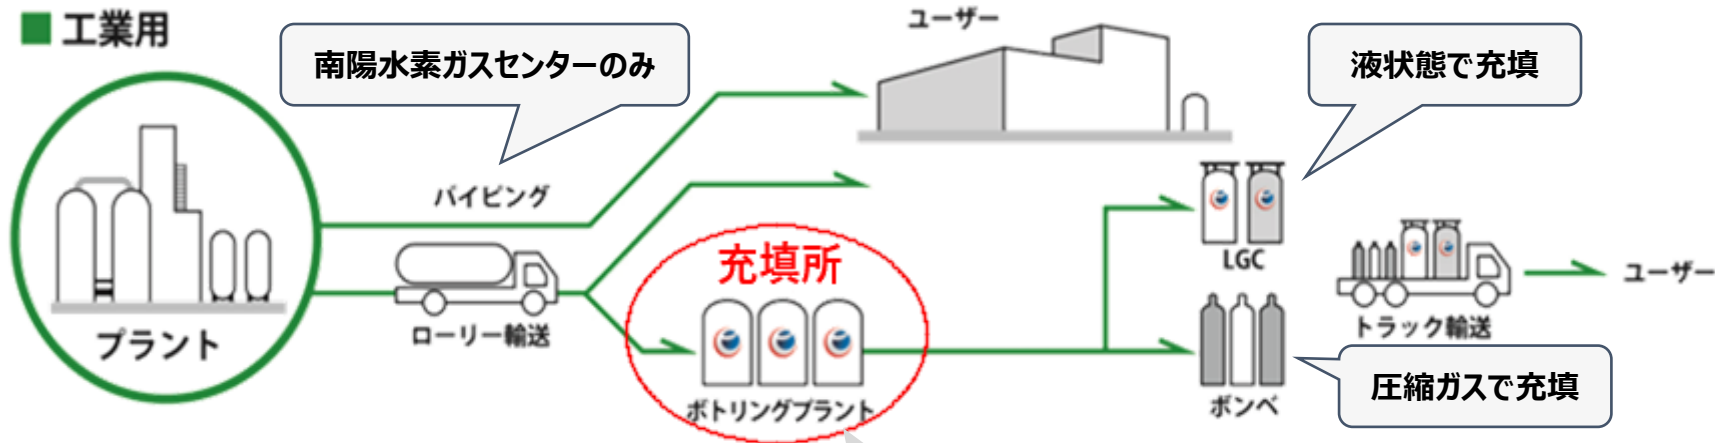 工業用
ユーザー
南陽水素ガスセンターのみ
液状態で充填
パイピング
充填所
LGC
ユーザー
プラント
ローリー輸送
トラック輸送
ボトリングプラント
ボンベ
圧縮ガスで充填